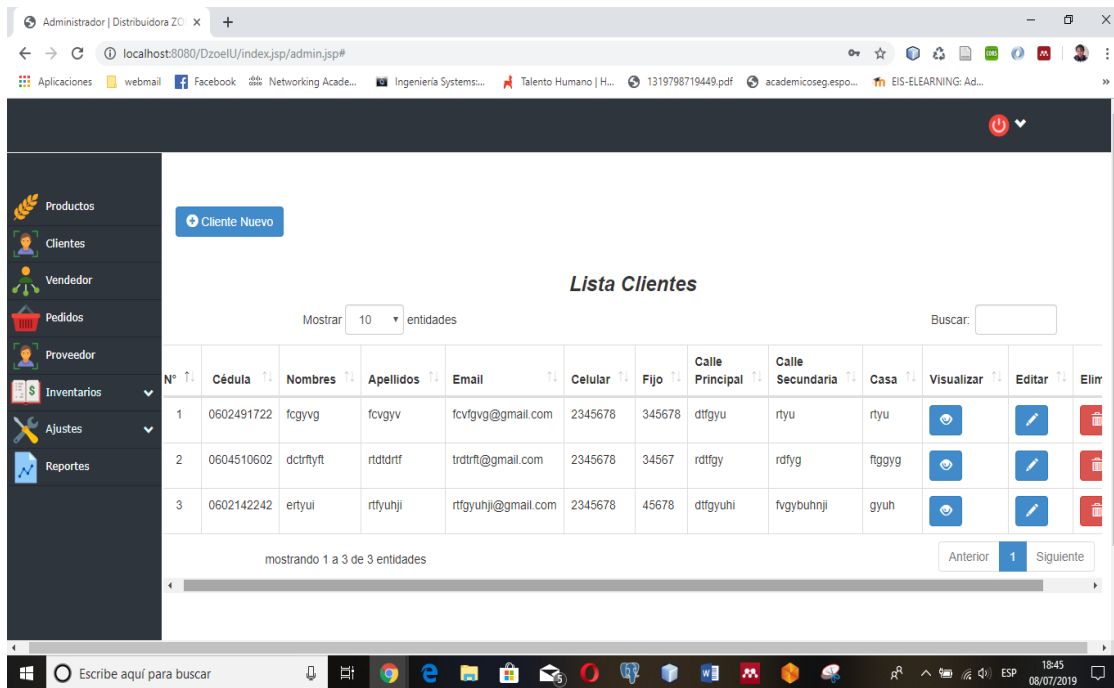 Administrador | Distribuidora ZO
localhost:8080/DzoelU/index.jsp/admin.jsp#
Aplicaciones webmail Facebook Networking Acade... Ingeniería Systems:... Talento Humano | H... 1319798719449.pdf academicoseg.espo... EIS-ELEARNING: Ad...
Productos
Clientes
Vendedor
Pedidos
Proveedor
Inventarios
Ajustes
Reportes
Cliente Nuevo
Lista Clientes
Mostrar 10 entidades Buscar:
N° Cédula Nombres Apellidos Email Celular Fijo Calle Principal Calle Secundaria Casa Visualizar Editar Elim
1 0602491722 fcgyvg fcvgyv fcvfgvg@gmail.com 2345678 345678 dtfgyu rtyu rtyu
2 0604510602 dctrftyft rtdtdrtf trdtrft@gmail.com 2345678 34567 rdtfgy rdfyg ftggyg
3 0602142242 ertyui rtfyuhji rtfgyuhji@gmail.com 2345678 45678 dtfgyuhi fvgybuhnji gyuh
mostrando 1 a 3 de 3 entidades
Anterior 1 Siguiente
Escribe aquí para buscar
ESP
18:45
08/07/2019